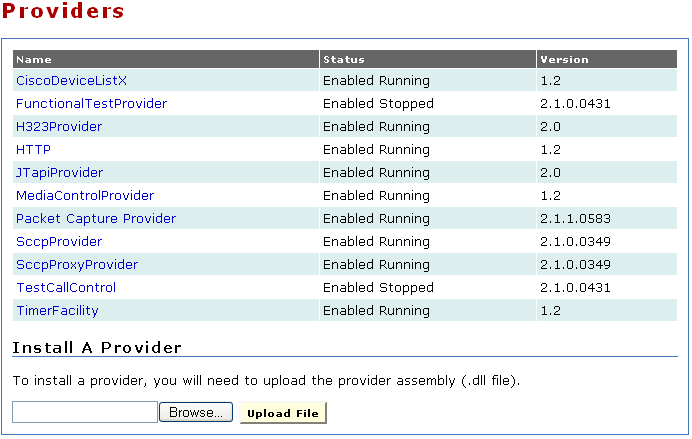 Providers
Name Status Version
CiscoDeviceListX Enabled Running 1.2
FunctionalTestProvider Enabled Stopped 2.1.0.0431
H323Provider Enabled Running 2.0
HTTP Enabled Running 1.2
JTapiProvider Enabled Running 2.0
MediaControlProvider Enabled Running 1.2
Packet Capture Provider Enabled Running 2.1.1.0583
SccpProvider Enabled Running 2.1.0.0349
SccpProxyProvider Enabled Running 2.1.0.0349
TestCallControl Enabled Stopped 2.1.0.0431
TimerFacility Enabled Running 1.2
Install A Provider
To install a provider, you will need to upload the provider assembly (.dll file).
Browse... Upload File